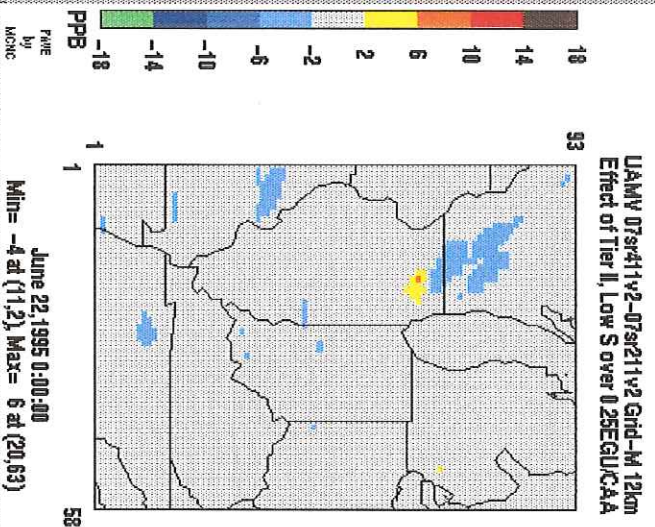 UAMV 07sr411v2-07sr211v2 Grid-M 12km
Effect of Tier II, Low S over 0.25EGU/CAA
18
14
10
6
2
-2
-6
-10
-14
-18
PPB
PAVE
by
MCNC
93
1
1
58
June 22,1995 0:00:00
Min= -4 at (11,2), Max= 6 at (20,63)